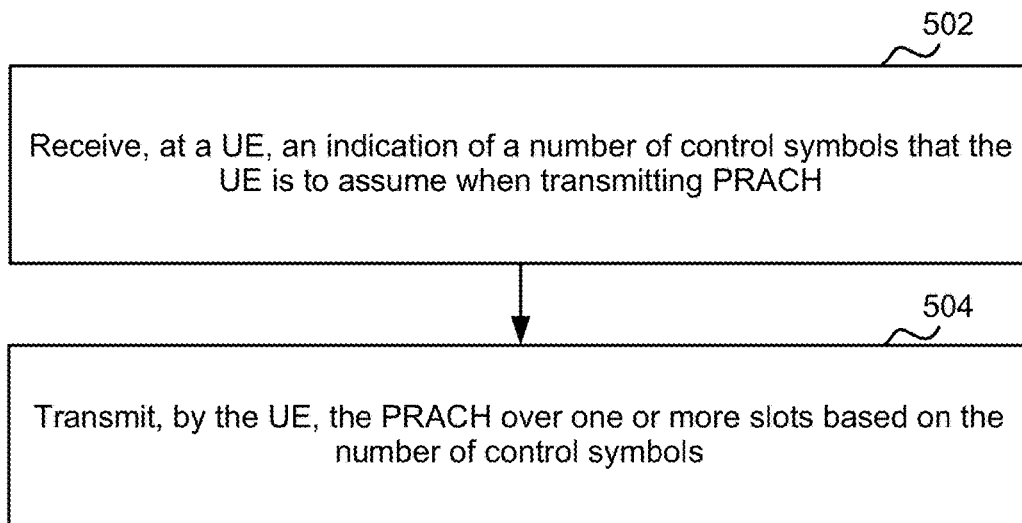 502
Receive, at a UE, an indication of a number of control symbols that the
UE is to assume when transmitting PRACH
504
Transmit, by the UE, the PRACH over one or more slots based on the
number of control symbols